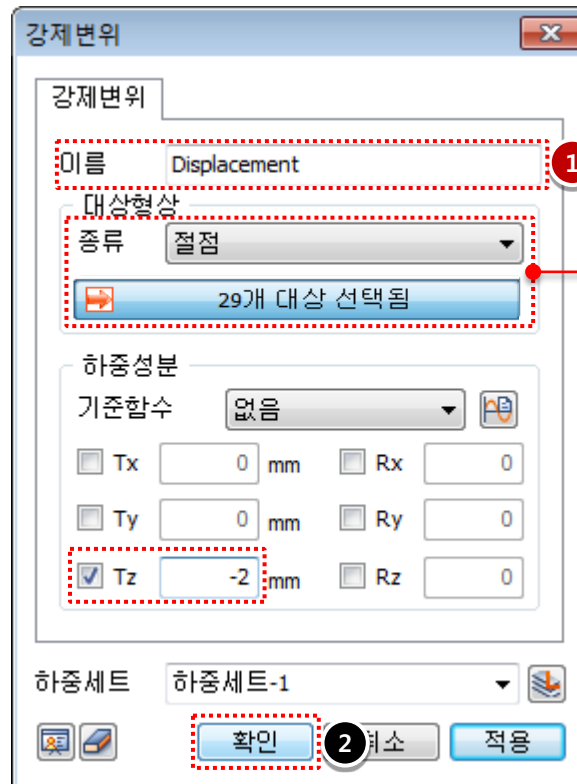 강제변위
강제변위
이름 Displacement 1
대상형상
종류 절점
29개 대상 선택됨
하중성분
기준함수 없음
Tx 0 mm Rx 0
Ty 0 mm Ry 0
Tz -2 mm Rz 0
하중세트 하중세트-1
확인 2 소 적용